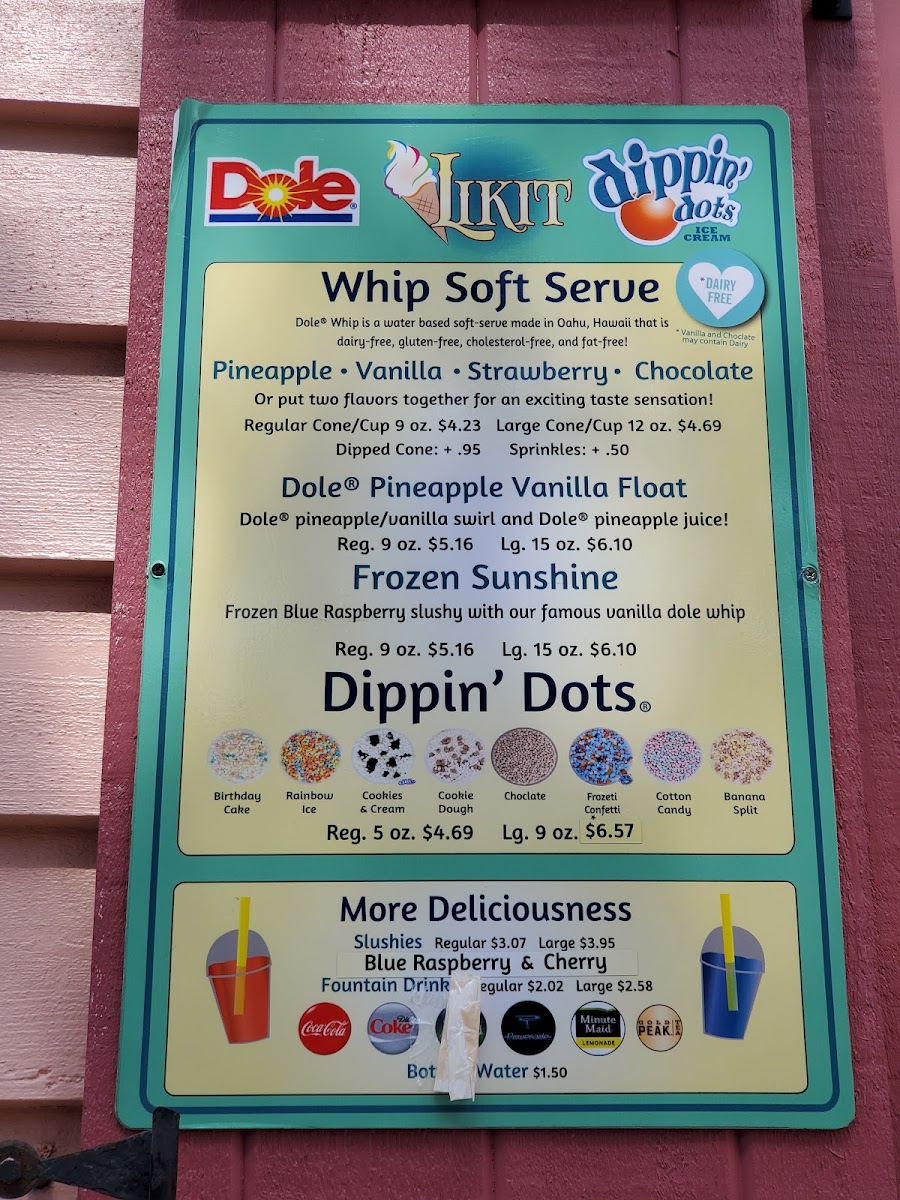 Dole®
LIKIT
dippin' dots
ICE CREAM
Whip Soft Serve
*DAIRY FREE
Dole® Whip is a water based soft-serve made in Oahu, Hawaii that is
dairy-free, gluten-free, cholesterol-free, and fat-free!
* Vanilla and Choclate
may contain Dairy
Pineapple • Vanilla • Strawberry • Chocolate
Or put two flavors together for an exciting taste sensation!
Regular Cone/Cup 9 oz. $4.23 Large Cone/Cup 12 oz. $4.69
Dipped Cone: + .95 Sprinkles: + .50
Dole® Pineapple Vanilla Float
Dole® pineapple/vanilla swirl and Dole® pineapple juice!
Reg. 9 oz. $5.16 Lg. 15 oz. $6.10
Frozen Sunshine
Frozen Blue Raspberry slushy with our famous vanilla dole whip
Reg. 9 oz. $5.16 Lg. 15 oz. $6.10
Dippin' Dots®
Birthday Cake
Rainbow Ice
Cookies & Cream
Cookie Dough
Choclate
Frozeti Confetti
Cotton Candy
Banana Split
Reg. 5 oz. $4.69 Lg. 9 oz. $6.57
More Deliciousness
Slushies Regular $3.07 Large $3.95
Blue Raspberry & Cherry
Fountain Drink egular $2.02 Large $2.58
Coca-Cola
Diet Coke
Powerade
Minute Maid LEMONADE
GOLD PEAK TEA
Bot Water $1.50